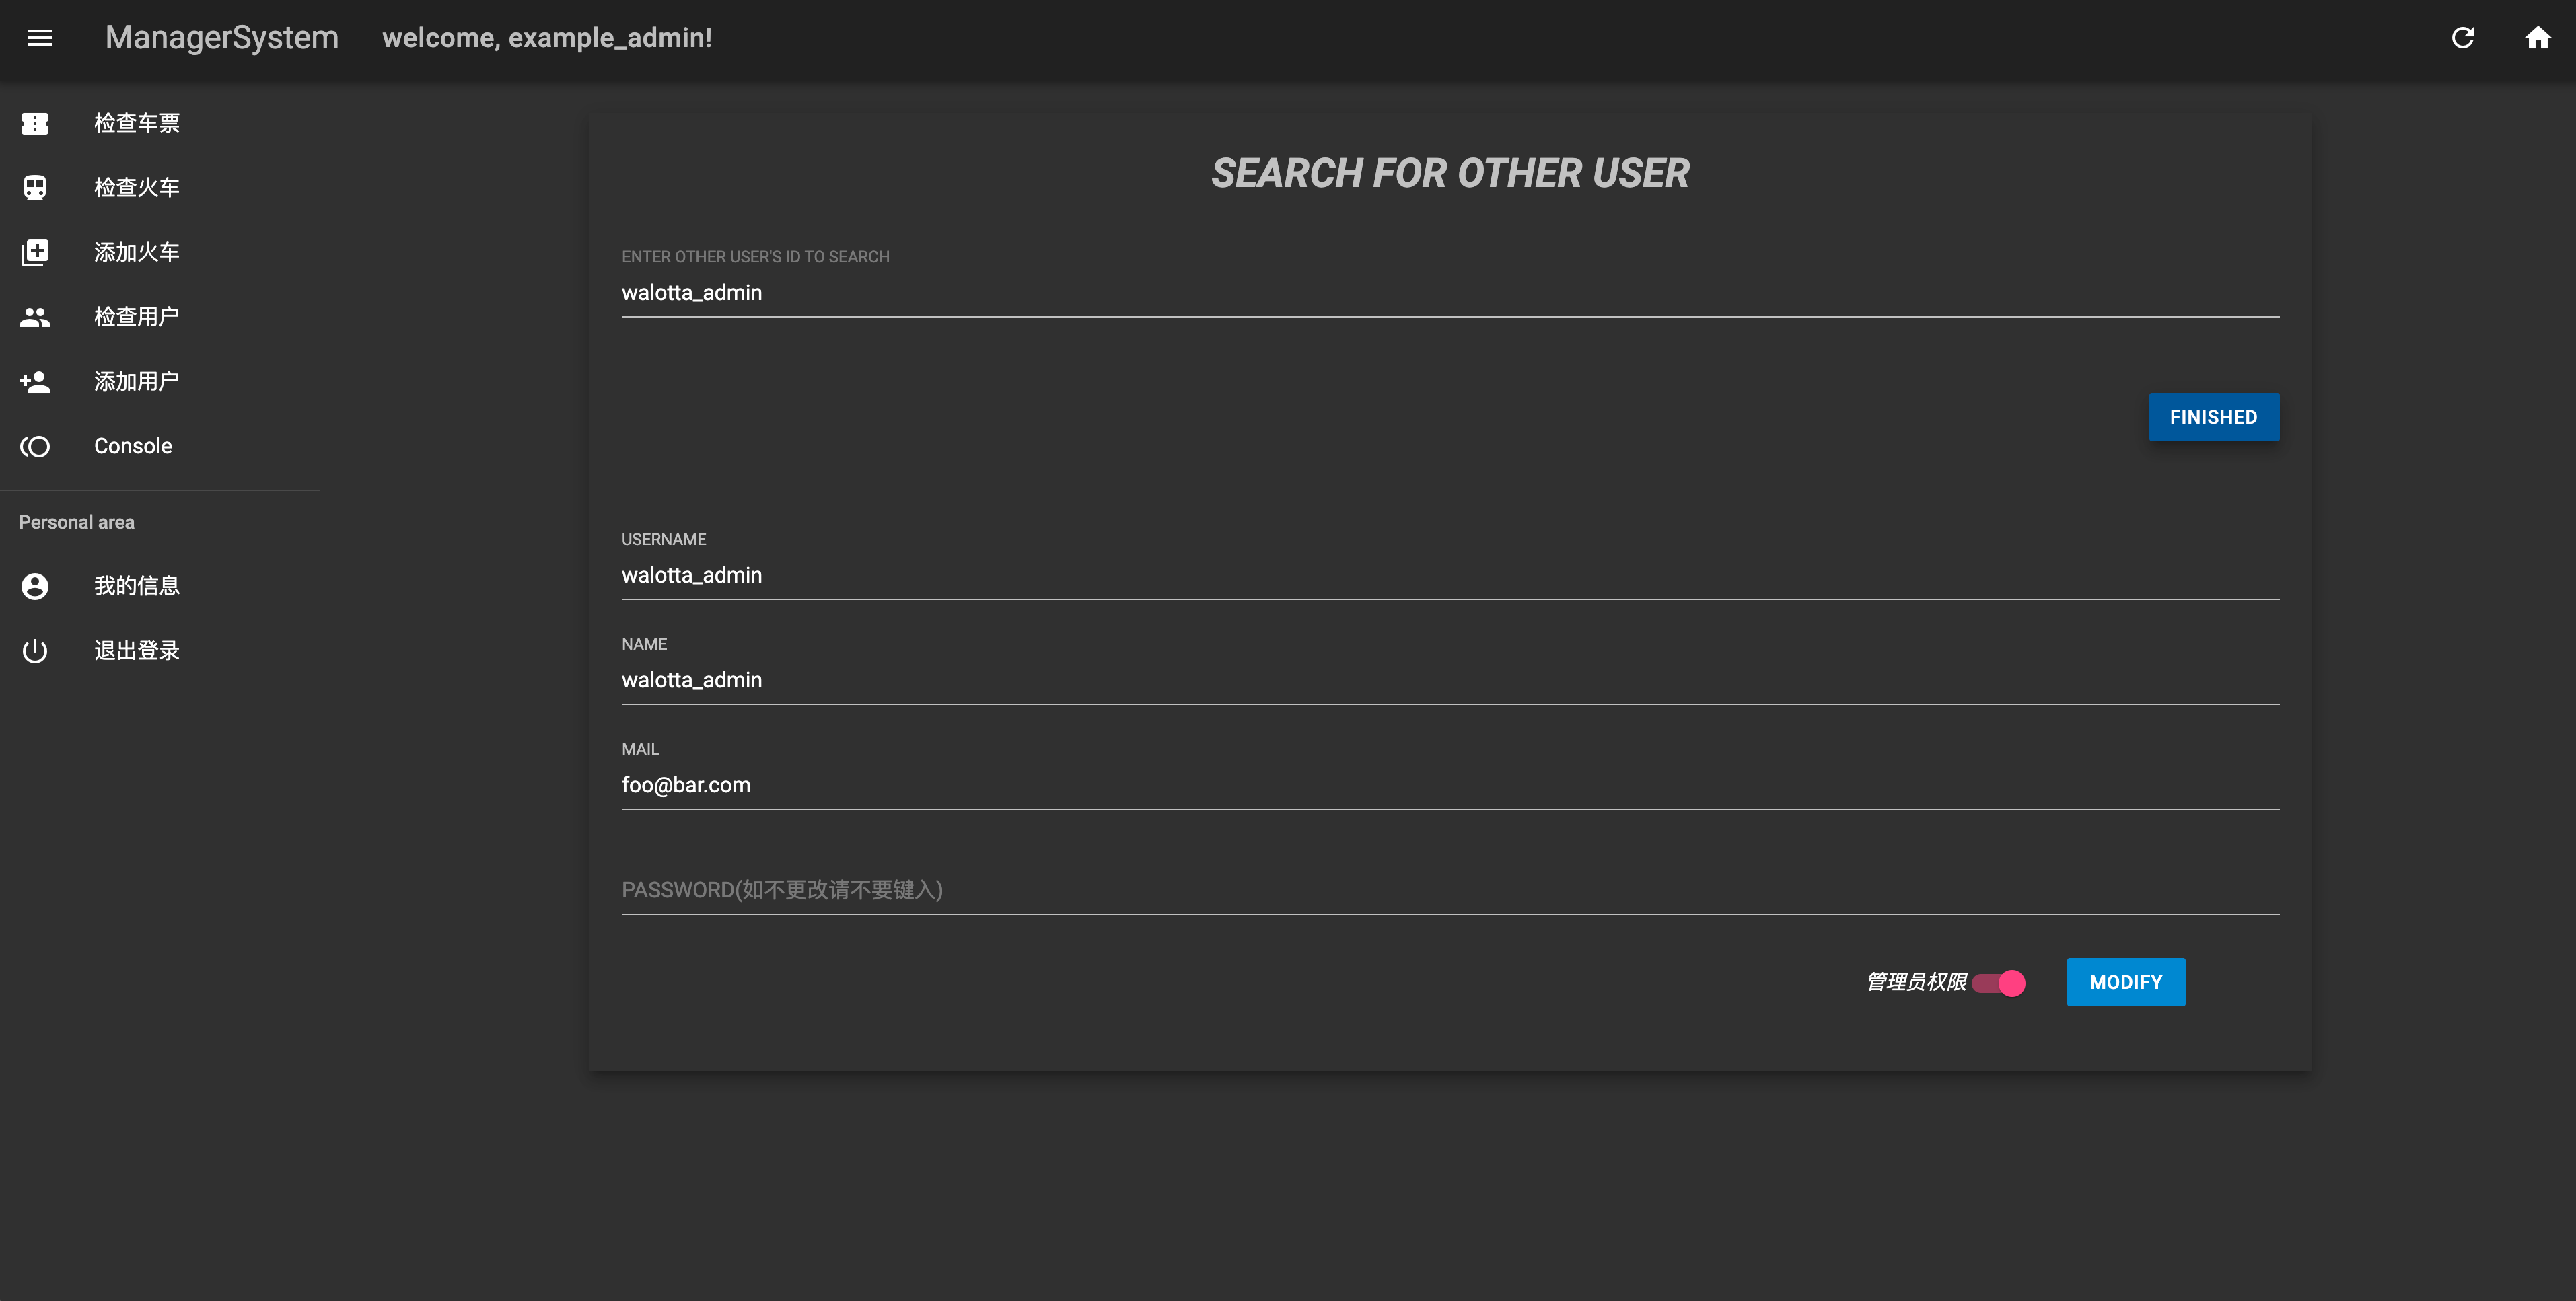 ManagerSystem welcome, example_admin!
检查车票
检查火车
添加火车
检查用户
添加用户
Console
Personal area
我的信息
退出登录
SEARCH FOR OTHER USER
ENTER OTHER USER'S ID TO SEARCH
walotta_admin
FINISHED
USERNAME
walotta_admin
NAME
walotta_admin
MAIL
foo@bar.com
PASSWORD(如不更改请不要键入)
管理员权限 MODIFY